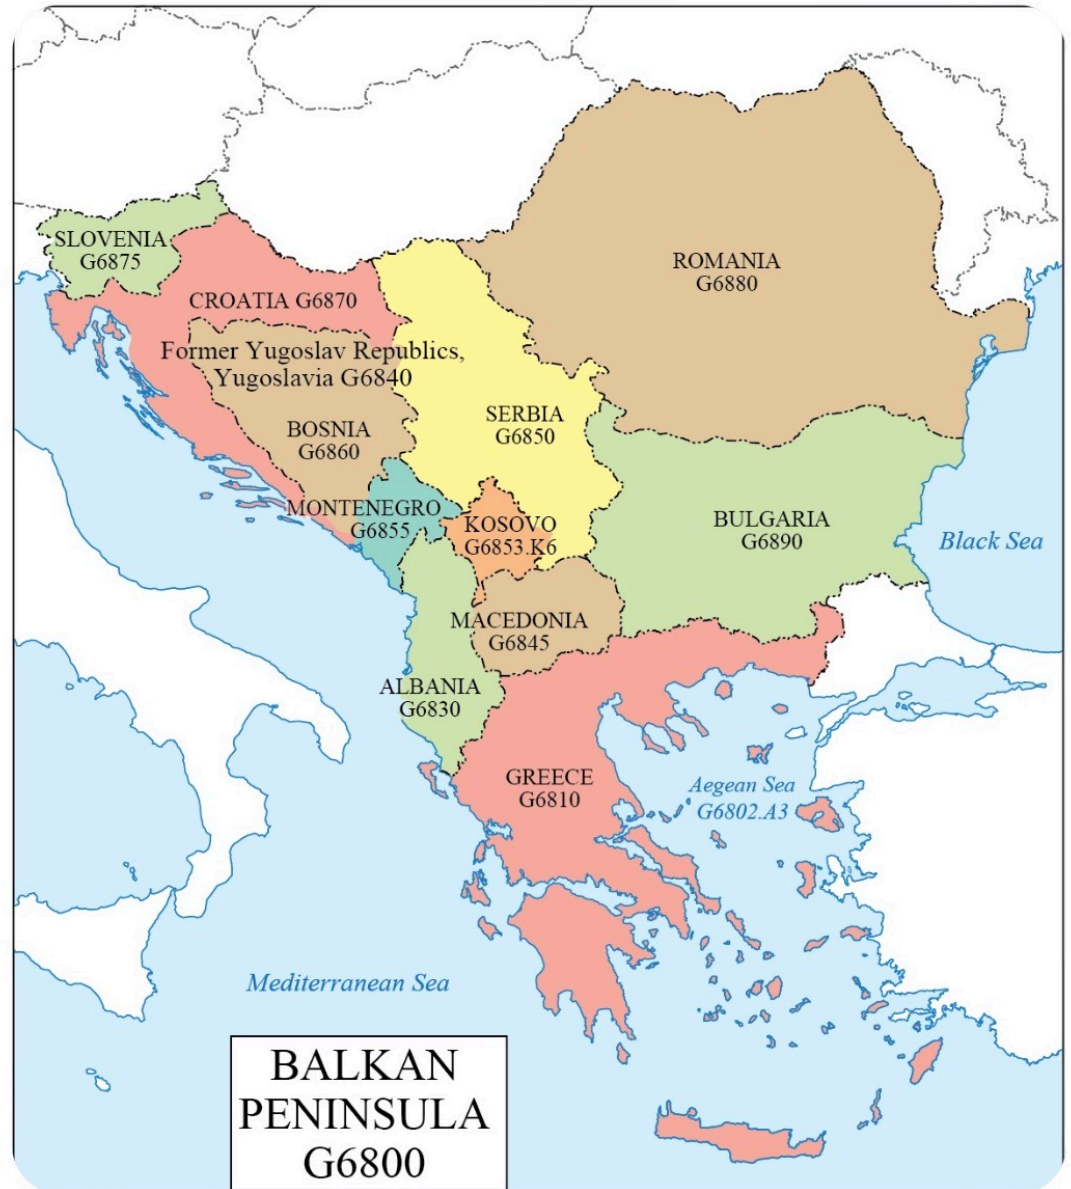 SLOVENIA
G6875
ROMANIA
G6880
CROATIA G6870
Former Yugoslav Republics,
Yugoslavia G6840
SERBIA
G6850
BOSNIA
G6860
MONTENEGRO
G6855
KOSOVO
G6853.K6
BULGARIA
G6890
Black Sea
MACEDONIA
G6845
ALBANIA
G6830
GREECE
G6810
Aegean Sea
G6802.A3
Mediterranean Sea
BALKAN
PENINSULA
G6800